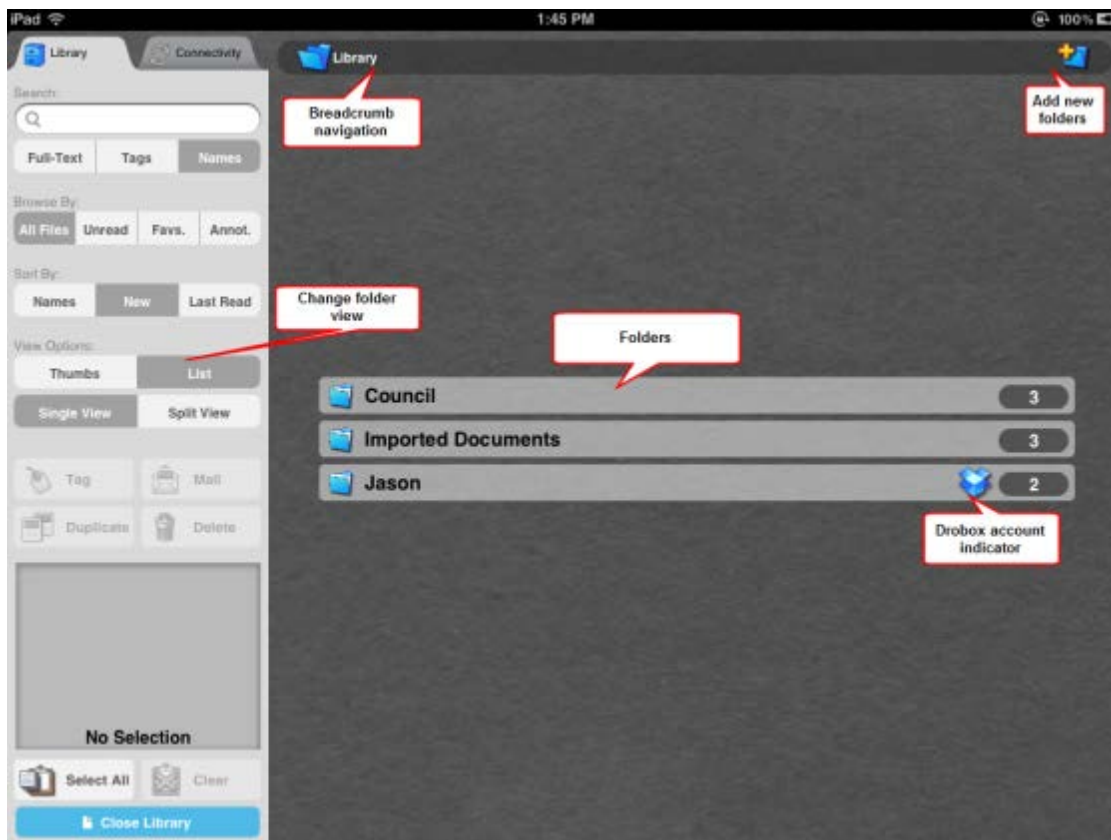 iPad 1:45 PM 100%
Library Connectivity Library
Breadcrumb
navigation
Add new
folders
Search:
Full-Text Tags Names
Browse By:
All Files Unread Favs. Annot.
Sort By:
Names New Last Read
Change folder
view
View Options:
Thumbs List
Single View Split View
Folders
Council 3
Imported Documents 3
Jason 2
Drobox account
indicator
Tag Mail
Duplicate Delete
No Selection
Select All Clear
Close Library